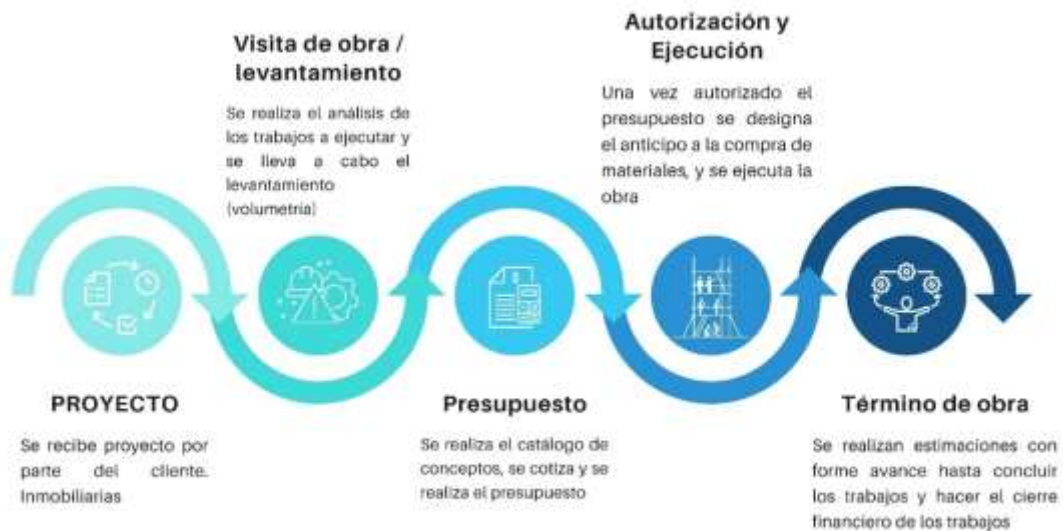 PROYECTO
Se recibe proyecto por
parte del cliente.
Inmobiliarias
Visita de obra /
levantamiento
Se realiza el análisis de
los trabajos a ejecutar y
se lleva a cabo el
levantamiento
(volumetría)
Presupuesto
Se realiza el catálogo de
conceptos, se cotiza y se
realiza el presupuesto
Autorización y
Ejecución
Una vez autorizado el
presupuesto se designa
el anticipo a la compra de
materiales, y se ejecuta la
obra
Término de obra
Se realizan estimaciones con
forme avance hasta concluir
los trabajos y hacer el cierre
financiero de los trabajos